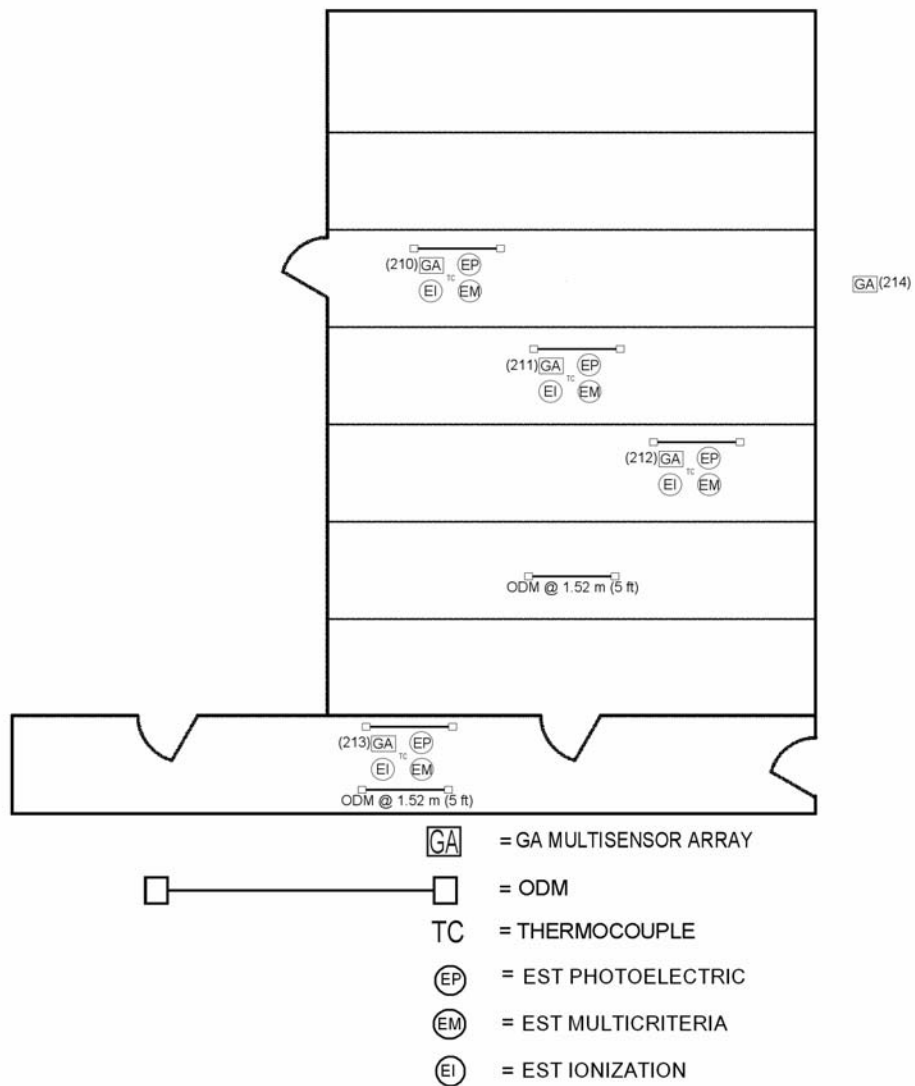 (210) GA EP
TC
EI EM
GA (214)
(211) GA EP
TC
EI EM
(212) GA EP
TC
EI EM
ODM @ 1.52 m (5 ft)
(213) GA EP
TC
EI EM
ODM @ 1.52 m (5 ft)
GA = GA MULTISENSOR ARRAY
= ODM
TC = THERMOCOUPLE
EP = EST PHOTOELECTRIC
EM = EST MULTICRITERIA
EI = EST IONIZATION